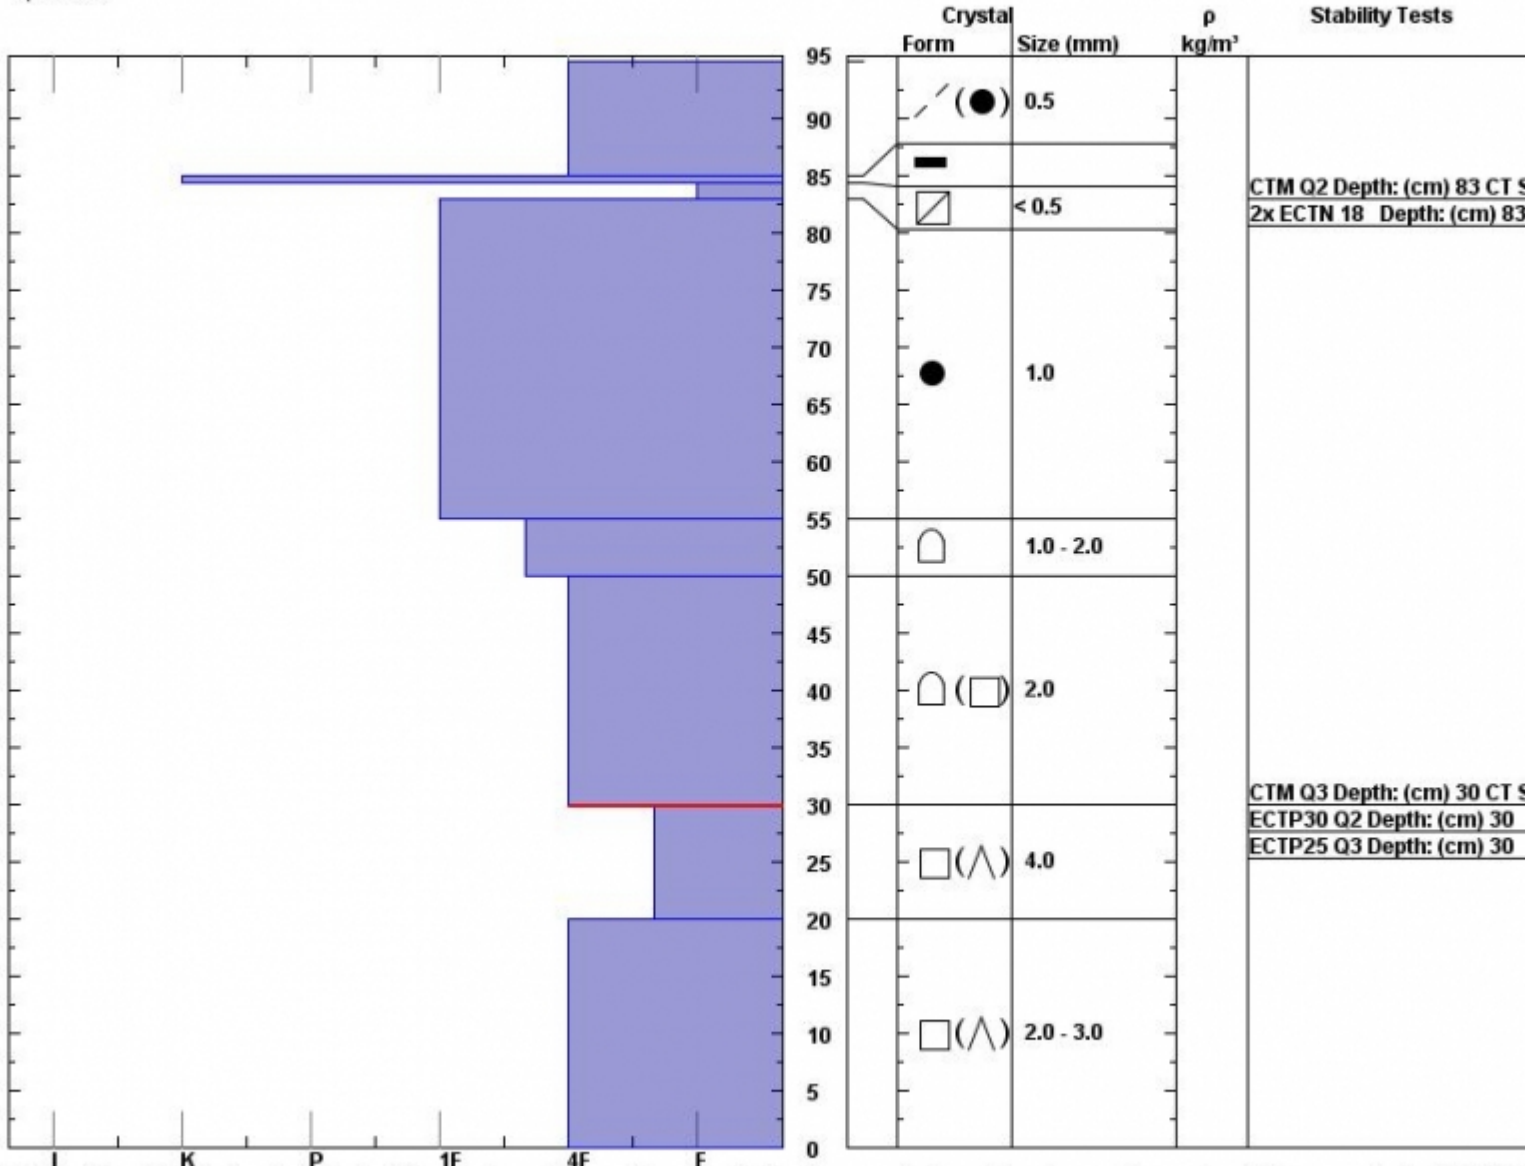 Crystal ρ Stability Tests
Form Size (mm) kg/m³
95
0.5
90
85
CTM Q2 Depth: (cm) 83 CT
< 0.5
2x ECTN 18 Depth: (cm) 83
80
75
70
1.0
65
60
55
1.0 - 2.0
50
45
2.0
40
35
CTM Q3 Depth: (cm) 30 CT
30
ECTP30 Q2 Depth: (cm) 30
ECTP25 Q3 Depth: (cm) 30
4.0
25
20
15
2.0 - 3.0
10
5
0
I K P 1F 4F F